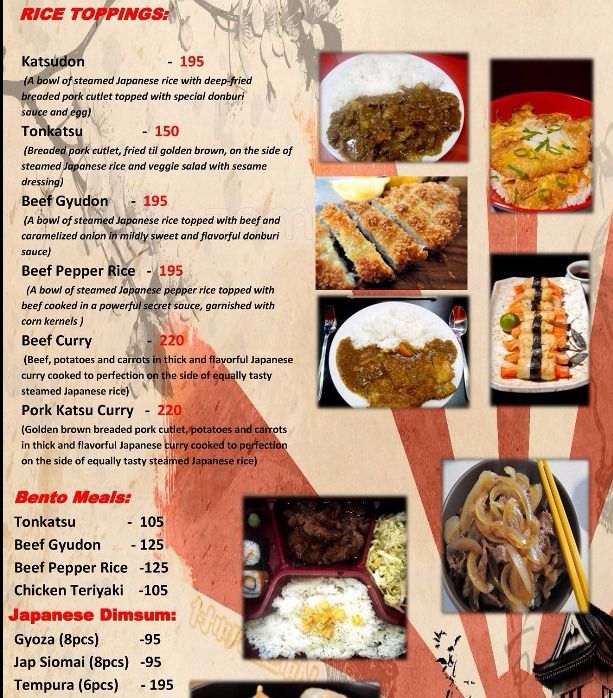 RICE TOPPINGS:
Katsudon - 195
(A bowl of steamed Japanese rice with deep-fried
breaded pork cutlet topped with special donburi
sauce and egg)
Tonkatsu - 150
(Breaded pork cutlet, fried til golden brown, on the side of
steamed Japanese rice and veggie salad with sesame
dressing)
Beef Gyudon - 195
(A bowl of steamed Japanese rice topped with beef and
caramelized onion in mildly sweet and flavorful donburi
sauce)
Beef Pepper Rice - 195
(A bowl of steamed Japanese pepper rice topped with
beef cooked in a powerful secret sauce, garnished with
corn kernels )
Beef Curry - 220
(Beef, potatoes and carrots in thick and flavorful Japanese
curry cooked to perfection on the side of equally tasty
steamed Japanese rice)
Pork Katsu Curry - 220
(Golden brown breaded pork cutlet, potatoes and carrots
in thick and flavorful Japanese curry cooked to perfection
on the side of equally tasty steamed Japanese rice)
Bento Meals:
Tonkatsu - 105
Beef Gyudon - 125
Beef Pepper Rice -125
Chicken Teriyaki -105
Japanese Dimsum:
Gyoza (8pcs) -95
Jap Siomai (8pcs) -95
Tempura (6pcs) - 195